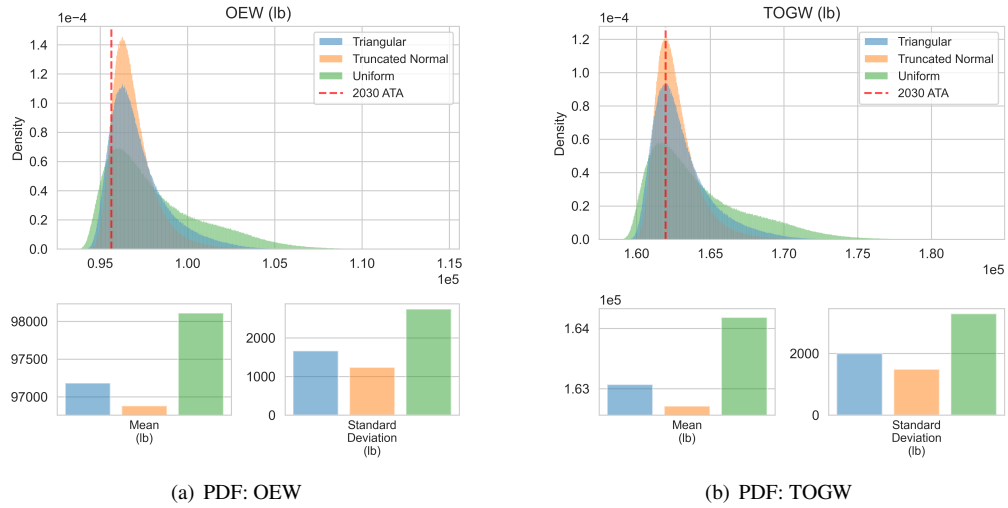 OEW (lb)
1e−4
1.4
1.2
1.0
0.8
0.6
0.4
0.2
0.0
Density
Triangular
Truncated Normal
Uniform
2030 ATA
0.95
1.00
1.05
1.10
1.15
1e5
98000
97500
97000
Mean
(lb)
2000
1000
0
Standard
Deviation
(lb)
(a) PDF: OEW
TOGW (lb)
1e−4
1.2
1.0
0.8
0.6
0.4
0.2
0.0
Density
Triangular
Truncated Normal
Uniform
2030 ATA
1.60
1.65
1.70
1.75
1.80
1e5
1e5
1.64
1.63
Mean
(lb)
2000
0
Standard
Deviation
(lb)
(b) PDF: TOGW